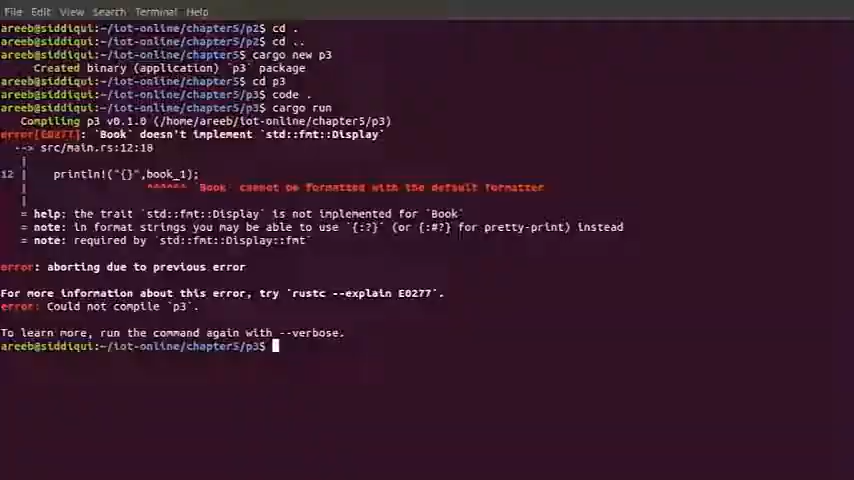 File Edit View Search Terminal Help
areeb@siddiqui:~/iot-online/chapter5/p2$ cd .
areeb@siddiqui:~/iot-online/chapter5/p2$ cd ..
areeb@siddiqui:~/iot-online/chapter5$ cargo new p3
Created binary (application) `p3` package
areeb@siddiqui:~/iot-online/chapter5$ cd p3
areeb@siddiqui:~/iot-online/chapter5/p3$ code .
areeb@siddiqui:~/iot-online/chapter5/p3$ cargo run
Compiling p3 v0.1.0 (/home/areeb/iot-online/chapter5/p3)
error[E0277]: `Book` doesn't implement `std::fmt::Display`
--> src/main.rs:12:18
|
12 | println!("{}",book_1);
| ^^^^^^ `Book` cannot be formatted with the default formatter
|
= help: the trait `std::fmt::Display` is not implemented for `Book`
= note: in format strings you may be able to use `{:?}` (or {:#?} for pretty-print) instead
= note: required by `std::fmt::Display::fmt`
error: aborting due to previous error
For more information about this error, try `rustc --explain E0277`.
error: Could not compile `p3`.
To learn more, run the command again with --verbose.
areeb@siddiqui:~/iot-online/chapter5/p3$